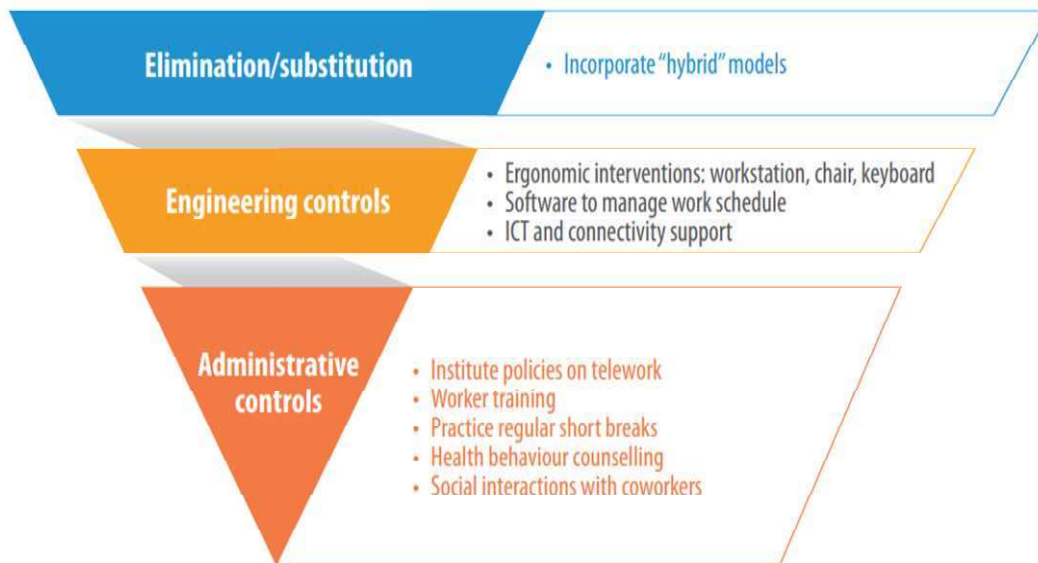 Elimination/substitution
• Incorporate “hybrid” models
Engineering controls
• Ergonomic interventions: workstation, chair, keyboard
• Software to manage work schedule
• ICT and connectivity support
Administrative
controls
• Institute policies on telework
• Worker training
• Practice regular short breaks
• Health behaviour counselling
• Social interactions with coworkers